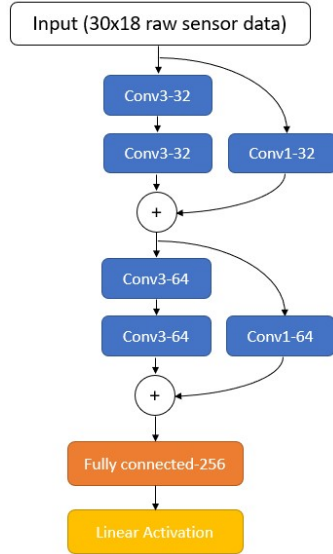 Input (30x18 raw sensor data)
Conv3-32
Conv3-32
Conv1-32
+
Conv3-64
Conv3-64
Conv1-64
+
Fully connected-256
Linear Activation